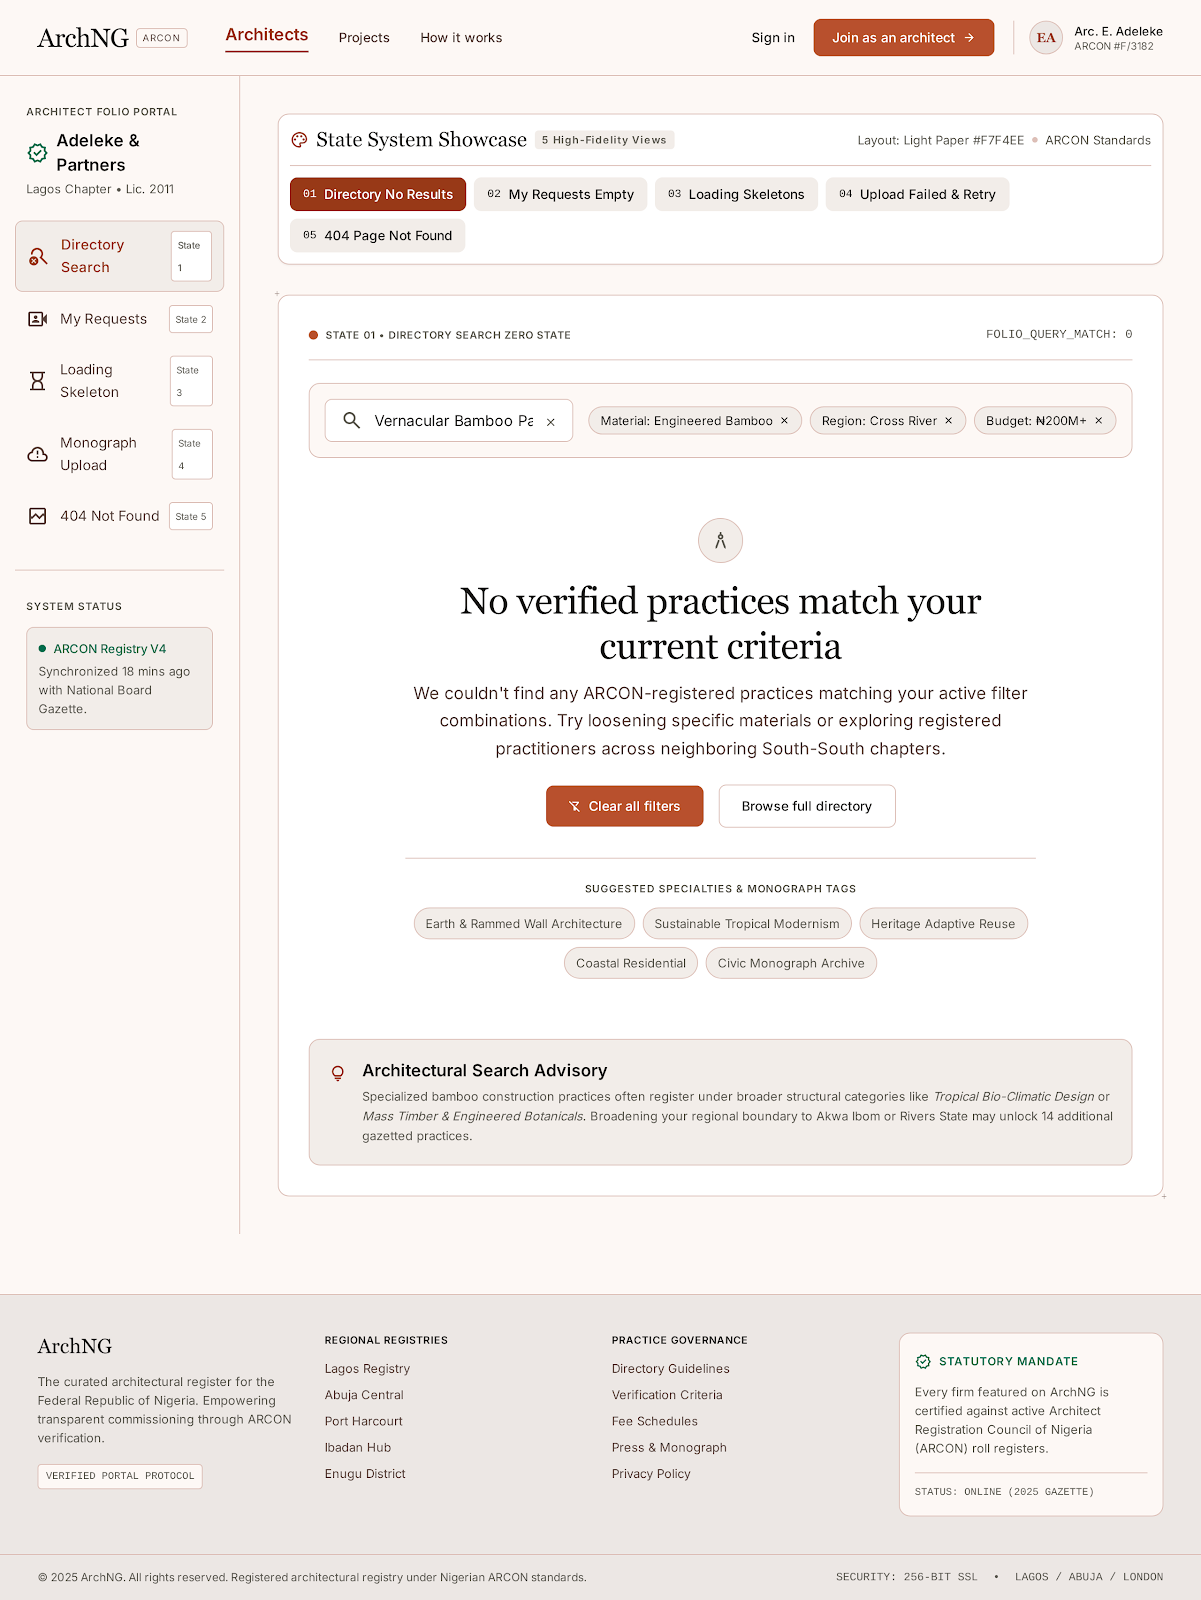 ArchNG ARCON Architects Projects How it works Sign in Join as an architect → EA Arc. E. Adeleke
ARCON #F/3182
ARCHITECT FOLIO PORTAL
Adeleke &
Partners
Lagos Chapter • Lic. 2011
Directory
Search
State
1
My Requests State 2
Loading
Skeleton
State
3
Monograph
Upload
State
4
404 Not Found State 5
SYSTEM STATUS
ARCON Registry V4
Synchronized 18 mins ago
with National Board
Gazette.
State System Showcase 5 High-Fidelity Views Layout: Light Paper #F7F4EE • ARCON Standards
01 Directory No Results 02 My Requests Empty 03 Loading Skeletons 04 Upload Failed & Retry
05 404 Page Not Found
STATE 01 • DIRECTORY SEARCH ZERO STATE FOLIO_QUERY_MATCH: 0
Vernacular Bamboo Pa × Material: Engineered Bamboo × Region: Cross River × Budget: ₦200M+ ×
No verified practices match your
current criteria
We couldn't find any ARCON-registered practices matching your active filter
combinations. Try loosening specific materials or exploring registered
practitioners across neighboring South-South chapters.
Clear all filters Browse full directory
SUGGESTED SPECIALTIES & MONOGRAPH TAGS
Earth & Rammed Wall Architecture Sustainable Tropical Modernism Heritage Adaptive Reuse
Coastal Residential Civic Monograph Archive
Architectural Search Advisory
Specialized bamboo construction practices often register under broader structural categories like Tropical Bio-Climatic Design or
Mass Timber & Engineered Botanicals. Broadening your regional boundary to Akwa Ibom or Rivers State may unlock 14 additional
gazetted practices.
ArchNG
The curated architectural register for the
Federal Republic of Nigeria. Empowering
transparent commissioning through ARCON
verification.
VERIFIED PORTAL PROTOCOL
REGIONAL REGISTRIES
Lagos Registry
Abuja Central
Port Harcourt
Ibadan Hub
Enugu District
PRACTICE GOVERNANCE
Directory Guidelines
Verification Criteria
Fee Schedules
Press & Monograph
Privacy Policy
STATUTORY MANDATE
Every firm featured on ArchNG is
certified against active Architect
Registration Council of Nigeria
(ARCON) roll registers.
STATUS: ONLINE (2025 GAZETTE)
© 2025 ArchNG. All rights reserved. Registered architectural registry under Nigerian ARCON standards. SECURITY: 256-BIT SSL • LAGOS / ABUJA / LONDON